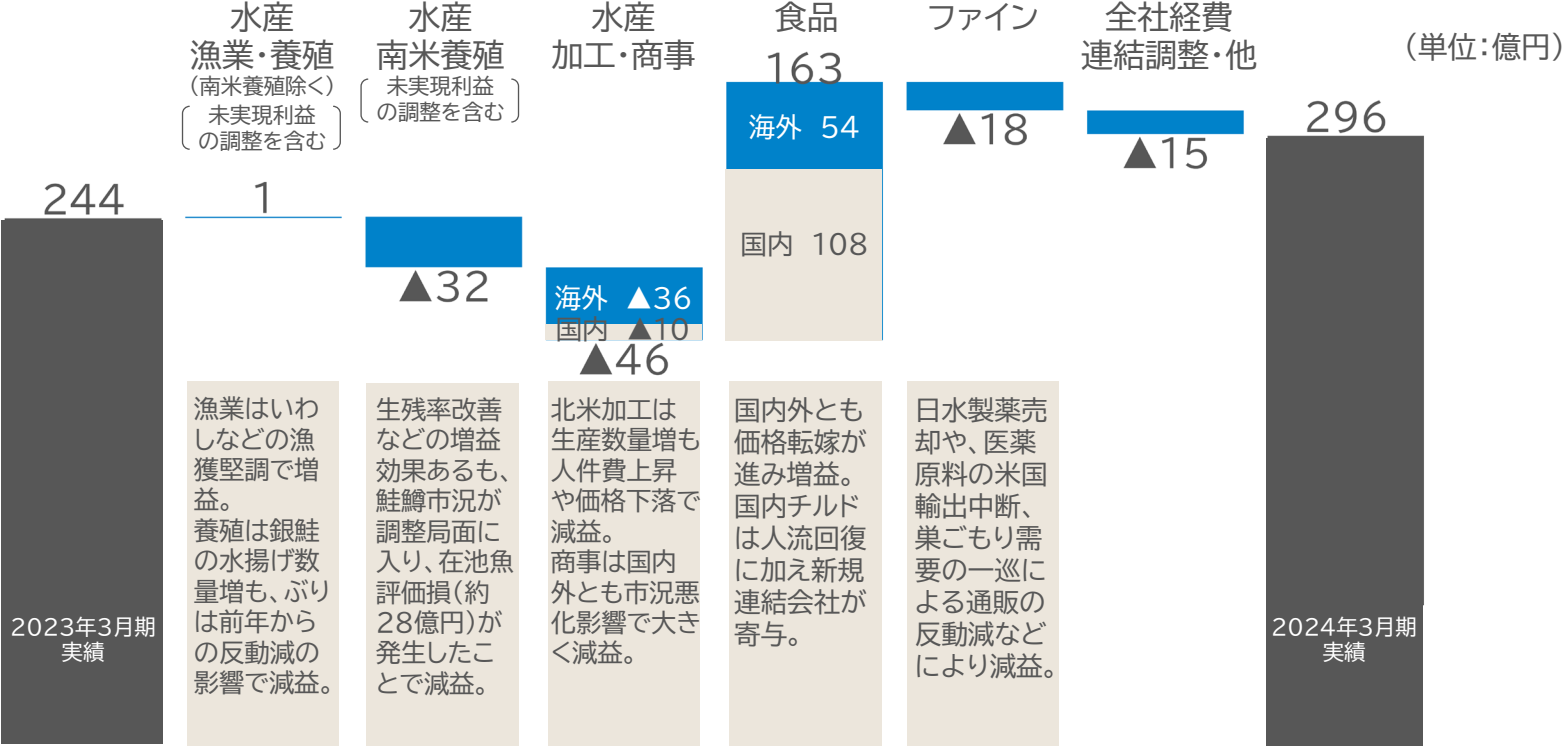 水産
漁業・養殖
(南米養殖除く)
未実現利益
の調整を含む
水産
南米養殖
未実現利益
の調整を含む
水産
加工・商事
食品
ファイン
全社経費
連結調整・他
(単位:億円)
244
2023年3月期
実績
1
▲32
海外 ▲36
国内 ▲10
▲46
163
海外 54
国内 108
▲18
▲15
296
2024年3月期
実績
漁業はいわ
しなどの漁
獲堅調で増
益。
養殖は銀鮭
の水揚げ数
量増も、ぶり
は前年から
の反動減の
影響で減益。
生残率改善
などの増益
効果あるも、
鮭鱒市況が
調整局面に
入り、在池魚
評価損(約
28億円)が
発生したこ
とで減益。
北米加工は
生産数量増も
人件費上昇
や価格下落で
減益。
商事は国内
外とも市況悪
化影響で大き
く減益。
国内外とも
価格転嫁が
進み増益。
国内チルド
は人流回復
に加え新規
連結会社が
寄与。
日水製薬売
却や、医薬
原料の米国
輸出中断、
巣ごもり需
要の一巡に
よる通販の
反動減など
により減益。